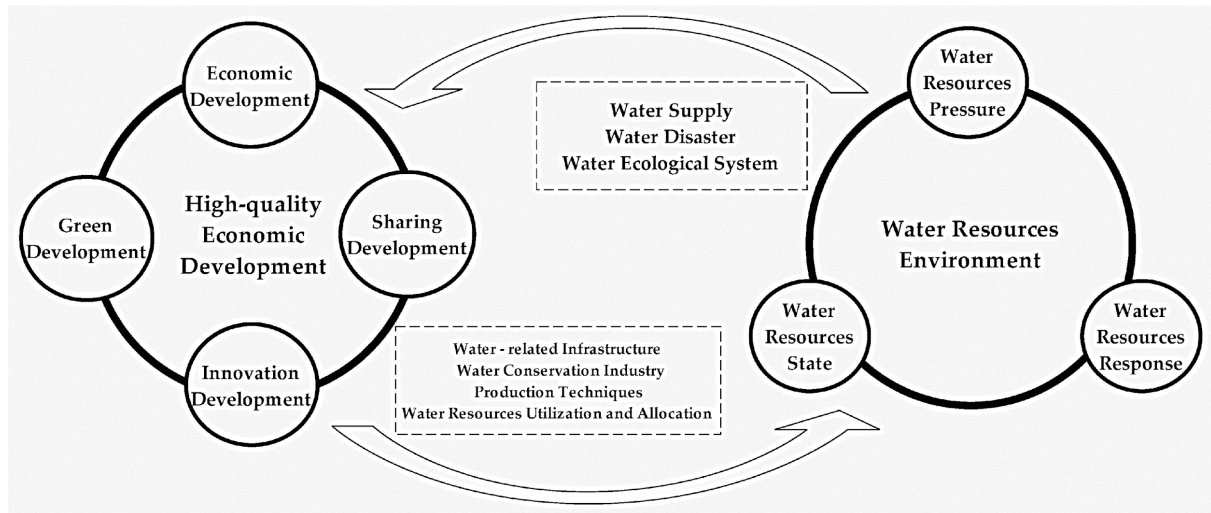 Economic
Development
Green
Development
High-quality
Economic
Development
Sharing
Development
Innovation
Development
Water Supply
Water Disaster
Water Ecological System
Water - related Infrastructure
Water Conservation Industry
Production Techniques
Water Resources Utilization and Allocation
Water
Resources
Pressure
Water Resources
Environment
Water
Resources
State
Water
Resources
Response